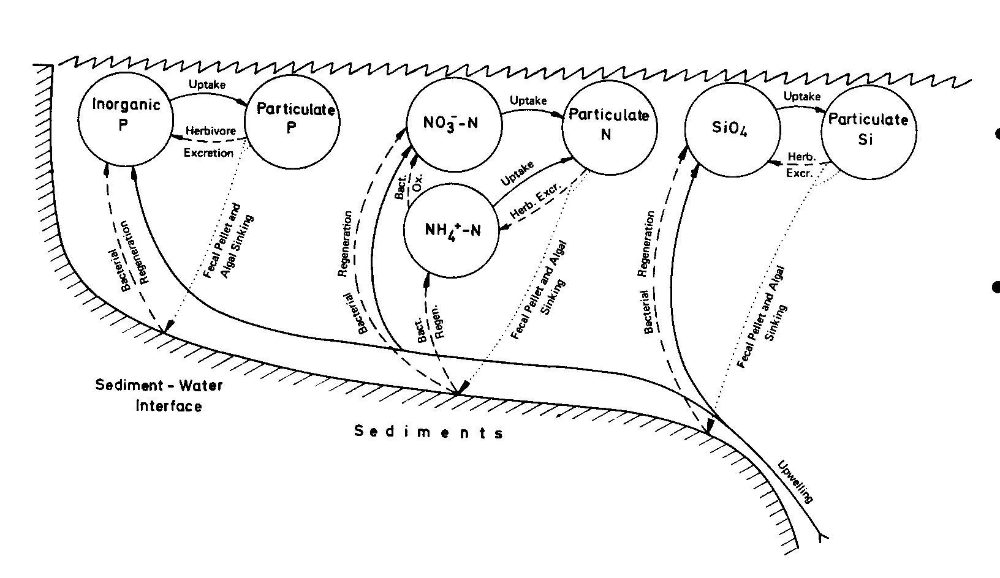 Uptake
Inorganic
P
Particulate
P
Herbivore
Excretion
Bacterial
Regeneration
Fecal Pellet and
Algal Sinking
NO₃⁻-N
Uptake
Particulate
N
Bact.
Ox.
NH₄⁺-N
Uptake
Herb. Excr.
Bacterial Regeneration
Bact.
Regen.
Fecal Pellet and Algal
Sinking
SiO₄
Uptake
Particulate
Si
Herb.
Excr.
Bacterial Regeneration
Fecal Pellet and Algal
Sinking
Sediment - Water
Interface
Sediments
Upwelling